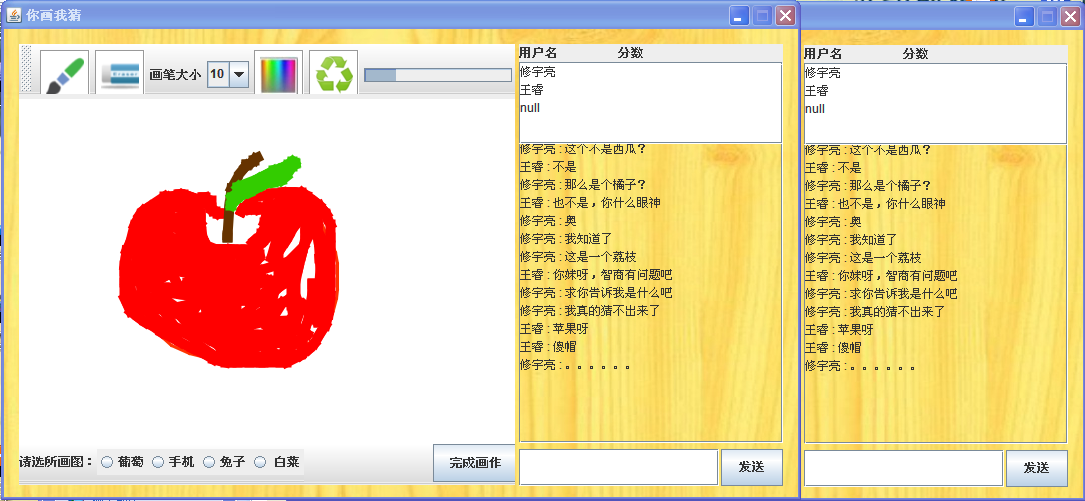 你画我猜
画笔大小 10
用户名 分数
修宇亮
王睿
null
修宇亮 : 这个不是西瓜？
王睿 : 不是
修宇亮 : 那么是个橘子？
王睿 : 也不是，你什么眼神
修宇亮 : 奥
修宇亮 : 我知道了
修宇亮 : 这是一个荔枝
王睿 : 你妹呀，智商有问题吧
修宇亮 : 求你告诉我是什么吧
修宇亮 : 我真的猜不出来了
王睿 : 苹果呀
王睿 : 傻帽
修宇亮 : 。。。。。。
请选所画图： 葡萄 手机 兔子 白菜
完成画作
发送
用户名 分数
修宇亮
王睿
null
修宇亮 : 这个不是西瓜？
王睿 : 不是
修宇亮 : 那么是个橘子？
王睿 : 也不是，你什么眼神
修宇亮 : 奥
修宇亮 : 我知道了
修宇亮 : 这是一个荔枝
王睿 : 你妹呀，智商有问题吧
修宇亮 : 求你告诉我是什么吧
修宇亮 : 我真的猜不出来了
王睿 : 苹果呀
王睿 : 傻帽
修宇亮 : 。。。。。。
发送